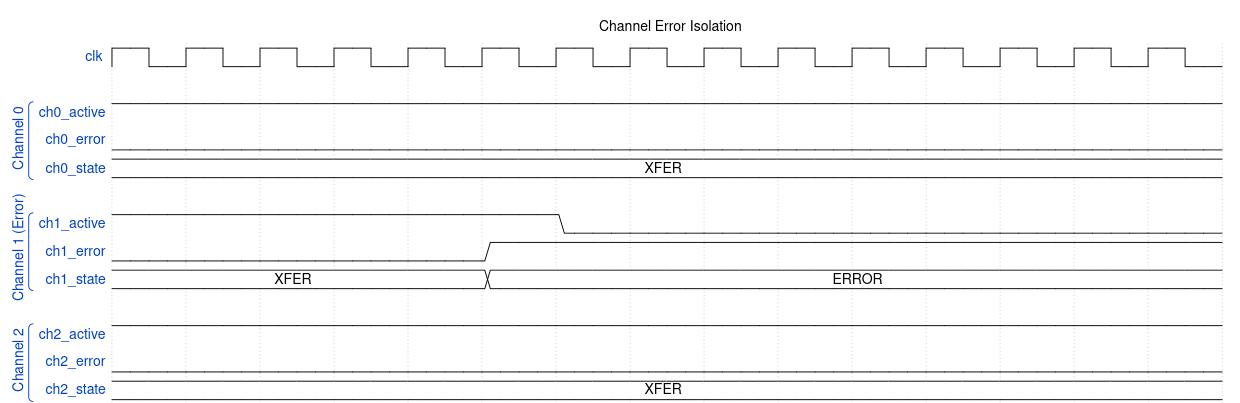 Channel Error Isolation
clk
Channel 0
ch0_active
ch0_error
ch0_state
XFER
Channel 1 (Error)
ch1_active
ch1_error
ch1_state
XFER
ERROR
Channel 2
ch2_active
ch2_error
ch2_state
XFER